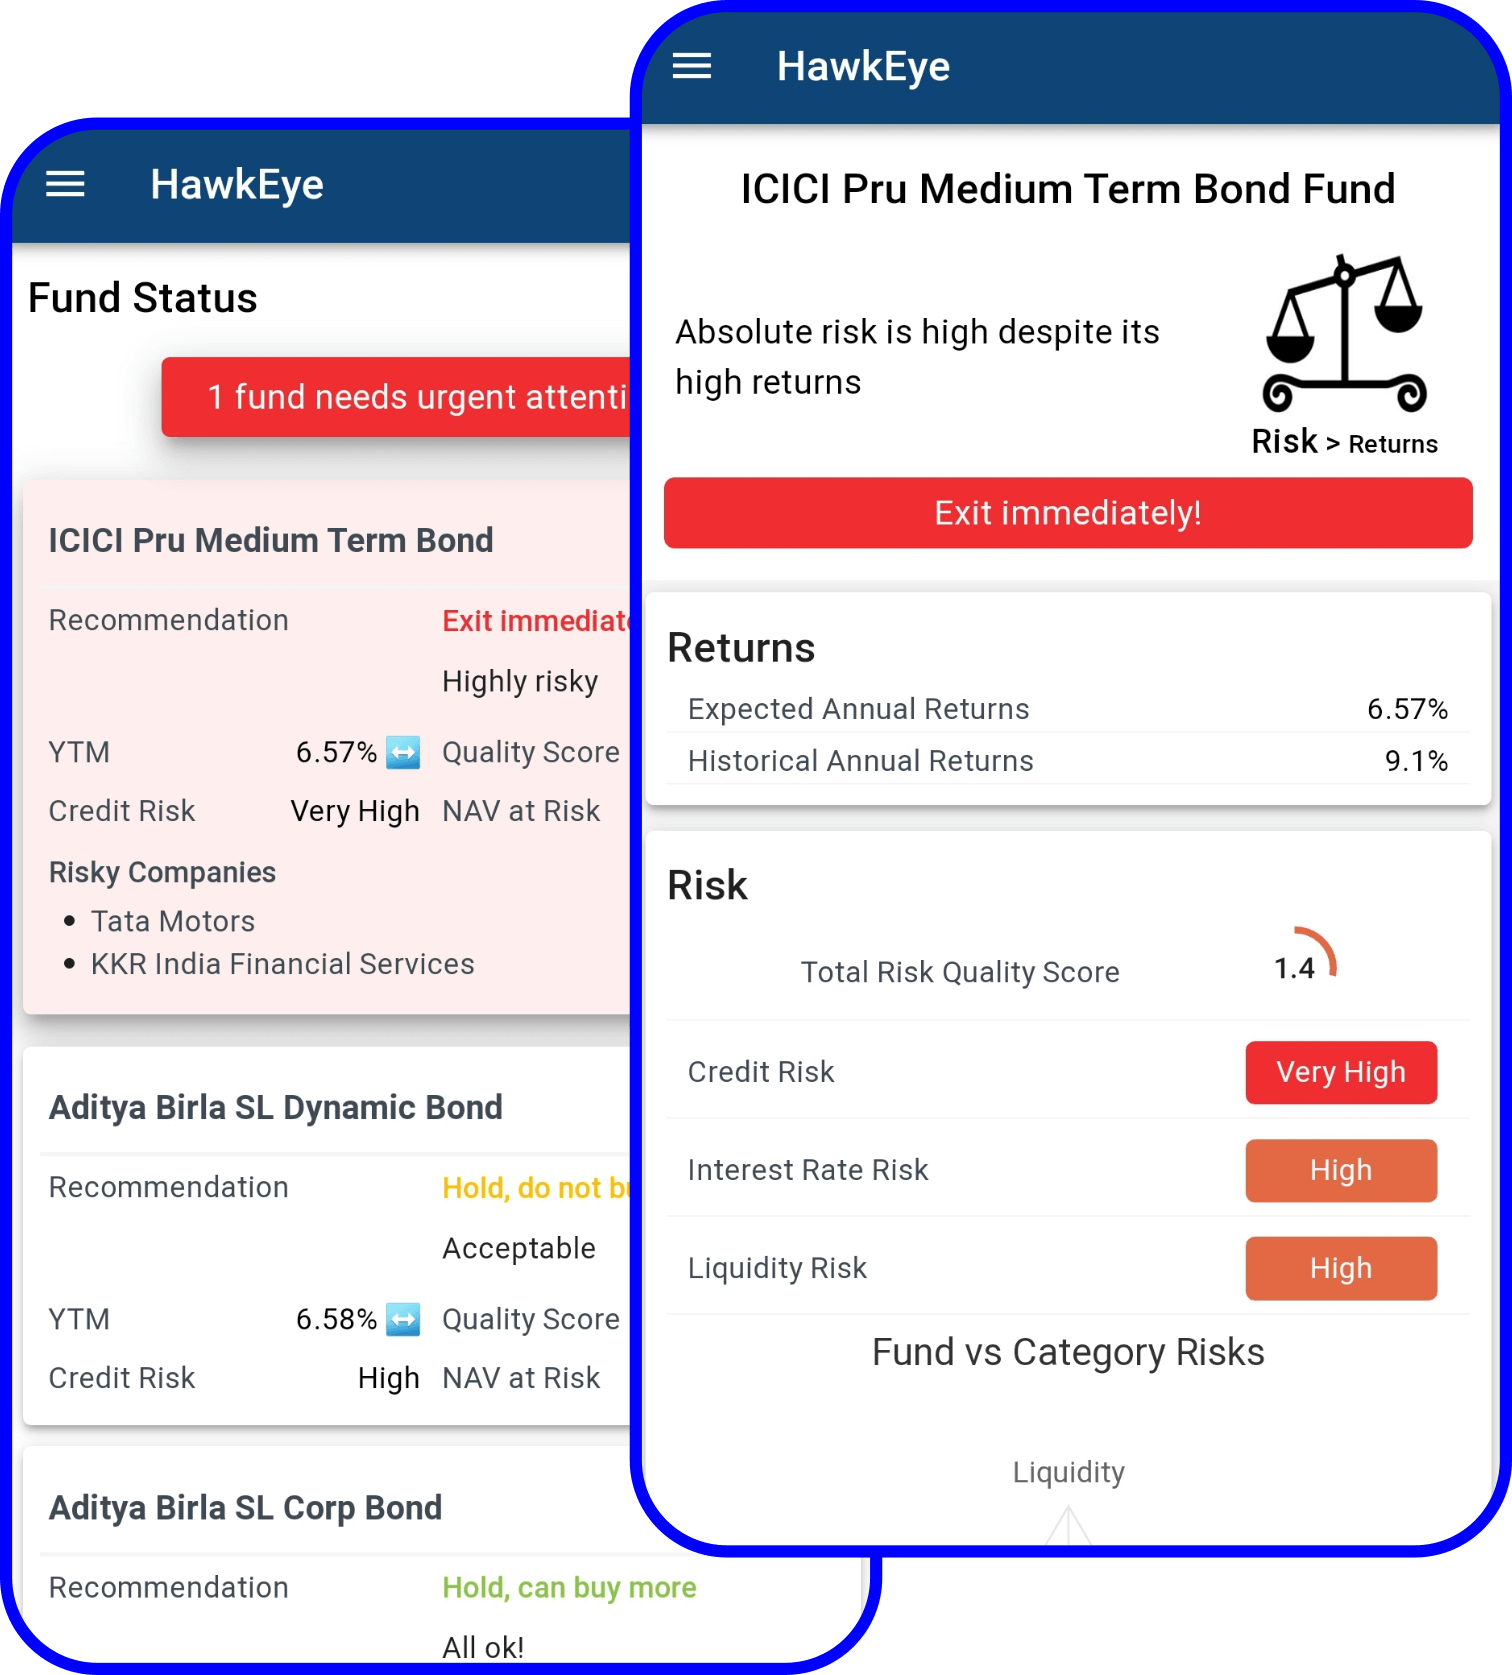 HawkEye
Fund Status
1 fund needs urgent
ICICI Pru Medium Term Bond
Recommendation Exit
Highly risky
YTM 6.57% Quality Score
Credit Risk Very High NAV at Risk
Risky Companies
• Tata Motors
• KKR India Financial Services
Aditya Birla SL Dynamic Bond
Recommendation Hold, do not
Acceptable
YTM 6.58% Quality Score
Credit Risk High NAV at Risk
Aditya Birla SL Corp Bond
Recommendation Hold, can buy more
All ok!
HawkEye
ICICI Pru Medium Term Bond Fund
Absolute risk is high despite its
high returns
Risk > Returns
Exit immediately!
Returns
Expected Annual Returns 6.57%
Historical Annual Returns 9.1%
Risk
Total Risk Quality Score 1.4
Credit Risk Very High
Interest Rate Risk High
Liquidity Risk High
Fund vs Category Risks
Liquidity